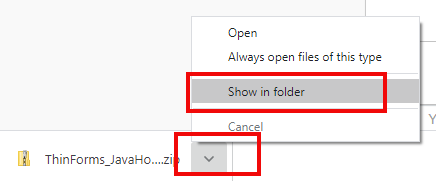 Open
Always open files of this type
Show in folder
Cancel
ThinForms_JavaHo....zip